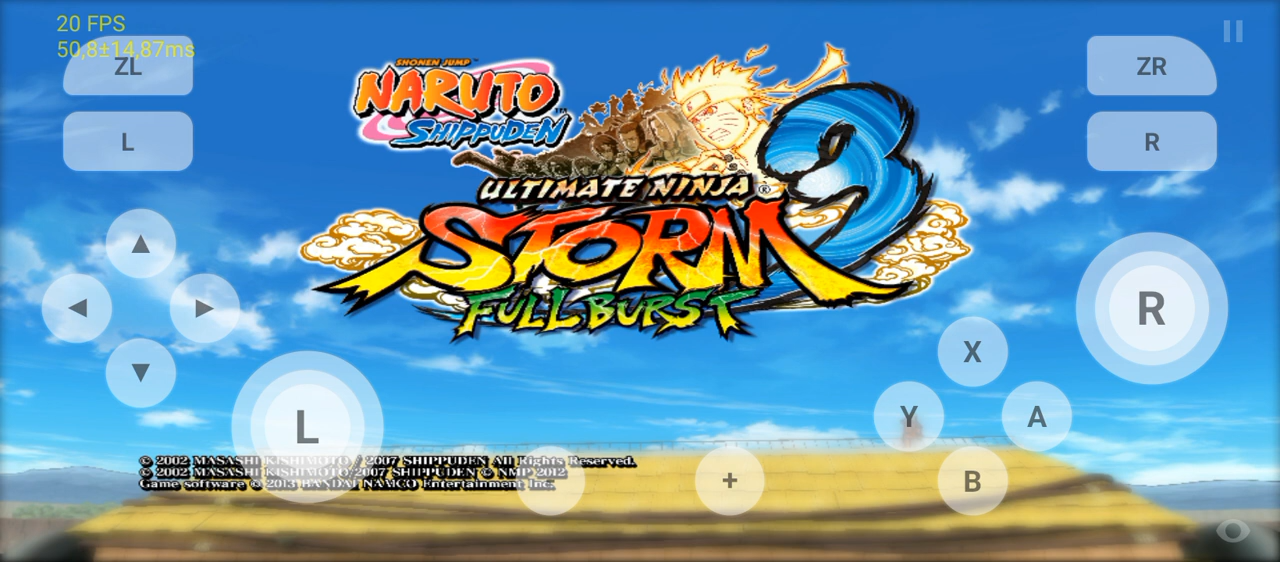 20 FPS
50,8±14,87ms
ZL
L
ZR
R
SHONEN JUMP™
NARUTO™
SHIPPUDEN
ULTIMATE NINJA®
STORM 3
FULL BURST
L
R
X
Y
A
B
+
© 2002 MASASHI KISHIMOTO / 2007 SHIPPUDEN All Rights Reserved.
© 2002 MASASHI KISHIMOTO/2007 SHIPPUDEN © NMP 2012
Game software © 2013 BANDAI NAMCO Entertainment Inc.